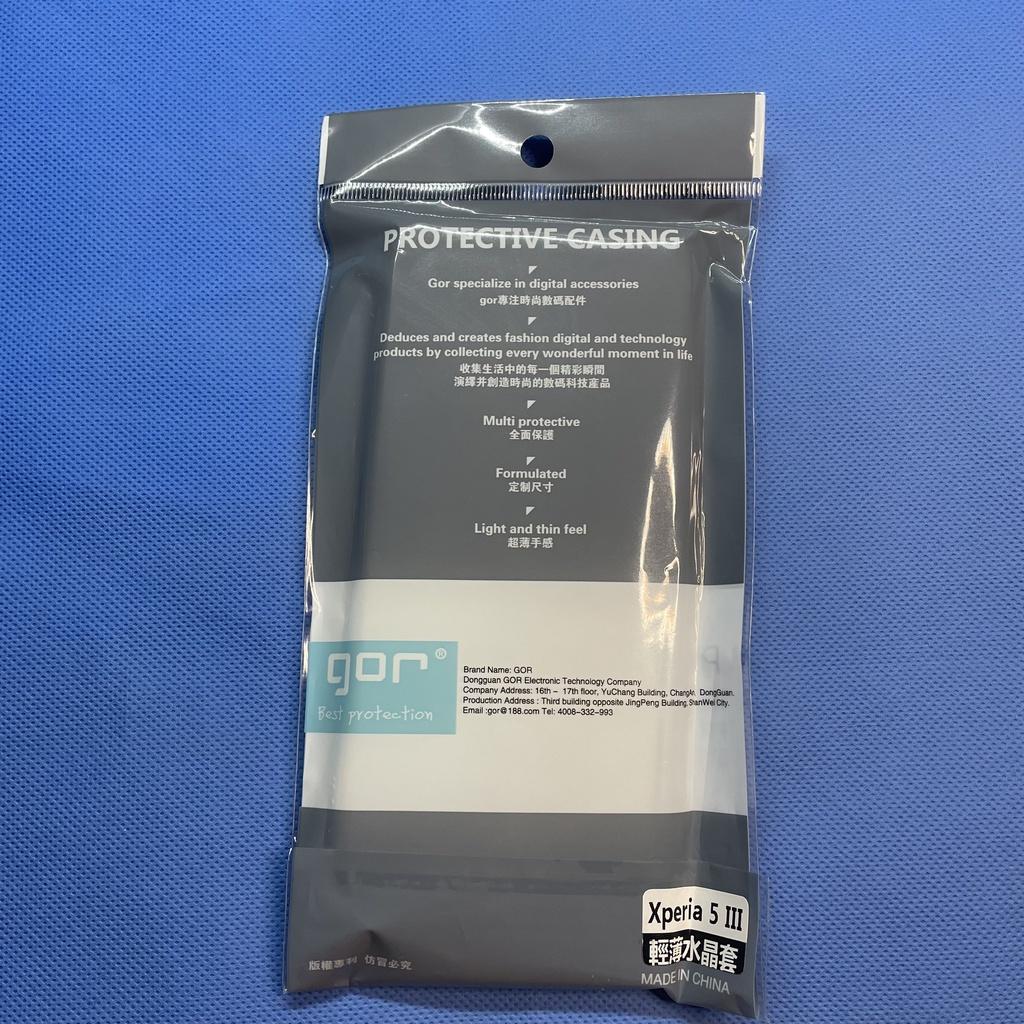 PROTECTIVE CASING
Gor specialize in digital accessories
gor專注時尚數碼配件
Deduces and creates fashion digital and technology
products by collecting every wonderful moment in life
收集生活中的每一個精彩瞬間
演繹并創造時尚的數碼科技產品
Multi protective
全面保護
Formulated
定制尺寸
Light and thin feel
超薄手感
gor®
Best protection
Brand Name: GOR
Dongguan GOR Electronic Technology Company
Company Address: 16th – 17th floor, YuChang Building, ChangAn, DongGuan.
Production Address : Third building opposite JingPeng Building, ShanWei City.
Email :gor@188.com Tel: 4008–332–993
Xperia 5 III
輕薄水晶套
版權專利 仿冒必究
MADE IN CHINA